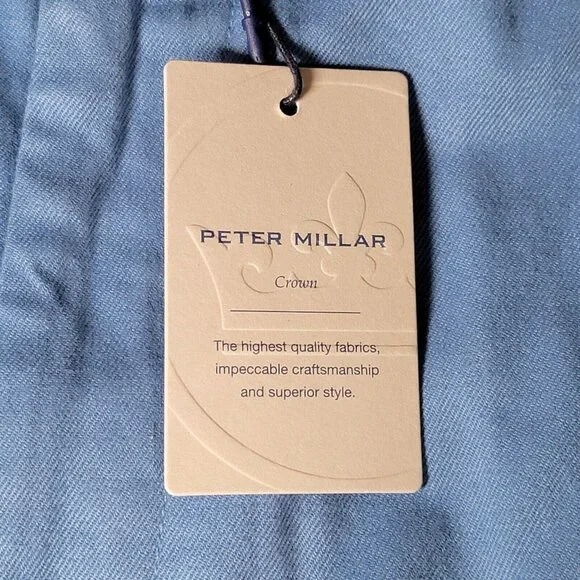 PETER MILLAR
Crown
The highest quality fabrics,
impeccable craftsmanship
and superior style.